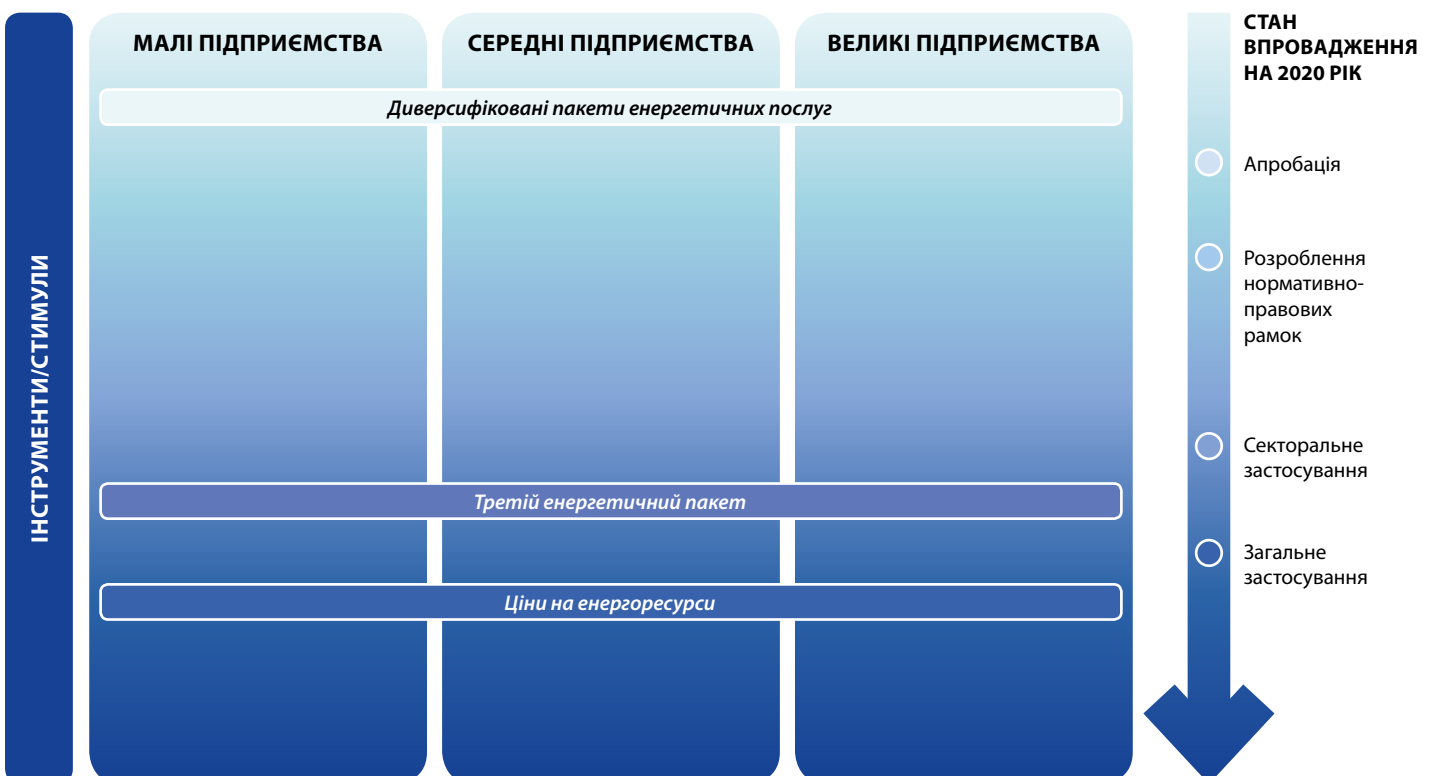 ІНСТРУМЕНТИ/СТИМУЛИ
МАЛІ ПІДПРИЄМСТВА
СЕРЕДНІ ПІДПРИЄМСТВА
ВЕЛИКІ ПІДПРИЄМСТВА
Диверсифіковані пакети енергетичних послуг
Третій енергетичний пакет
Ціни на енергоресурси
СТАН
ВПРОВАДЖЕННЯ
НА 2020 РІК
Апробація
Розроблення
нормативно-
правових
рамок
Секторальне
застосування
Загальне
застосування